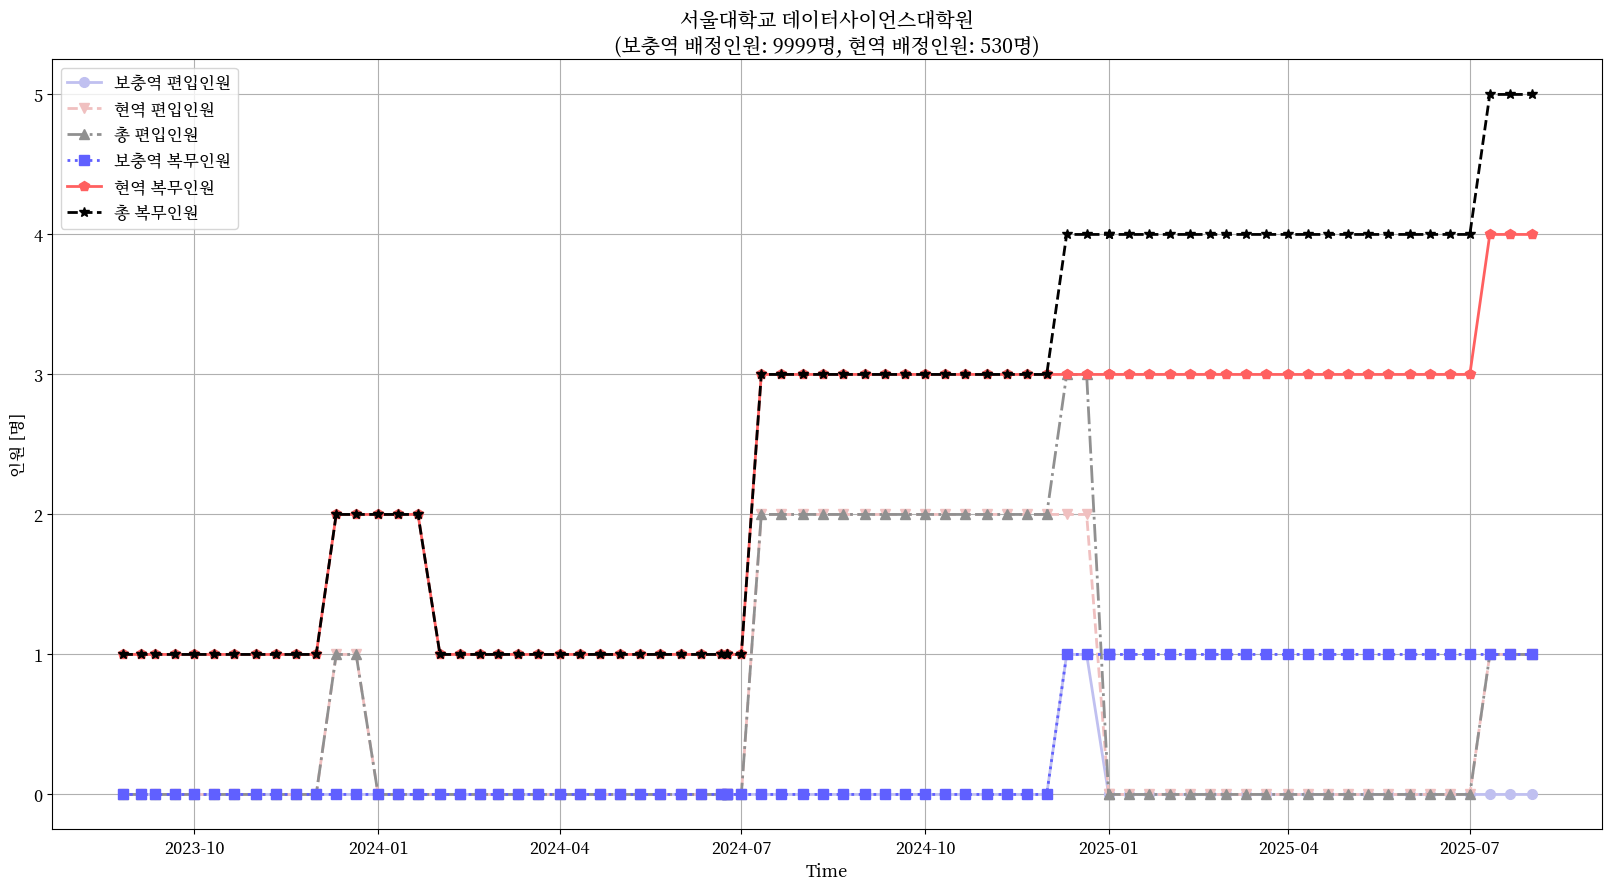 서울대학교 데이터사이언스대학원
(보충역 배정인원: 9999명, 현역 배정인원: 530명)
보충역 편입인원
현역 편입인원
총 편입인원
보충역 복무인원
현역 복무인원
총 복무인원
인원 [명]
5
4
3
2
1
0
2023-10
2024-01
2024-04
2024-07
2024-10
2025-01
2025-04
2025-07
Time